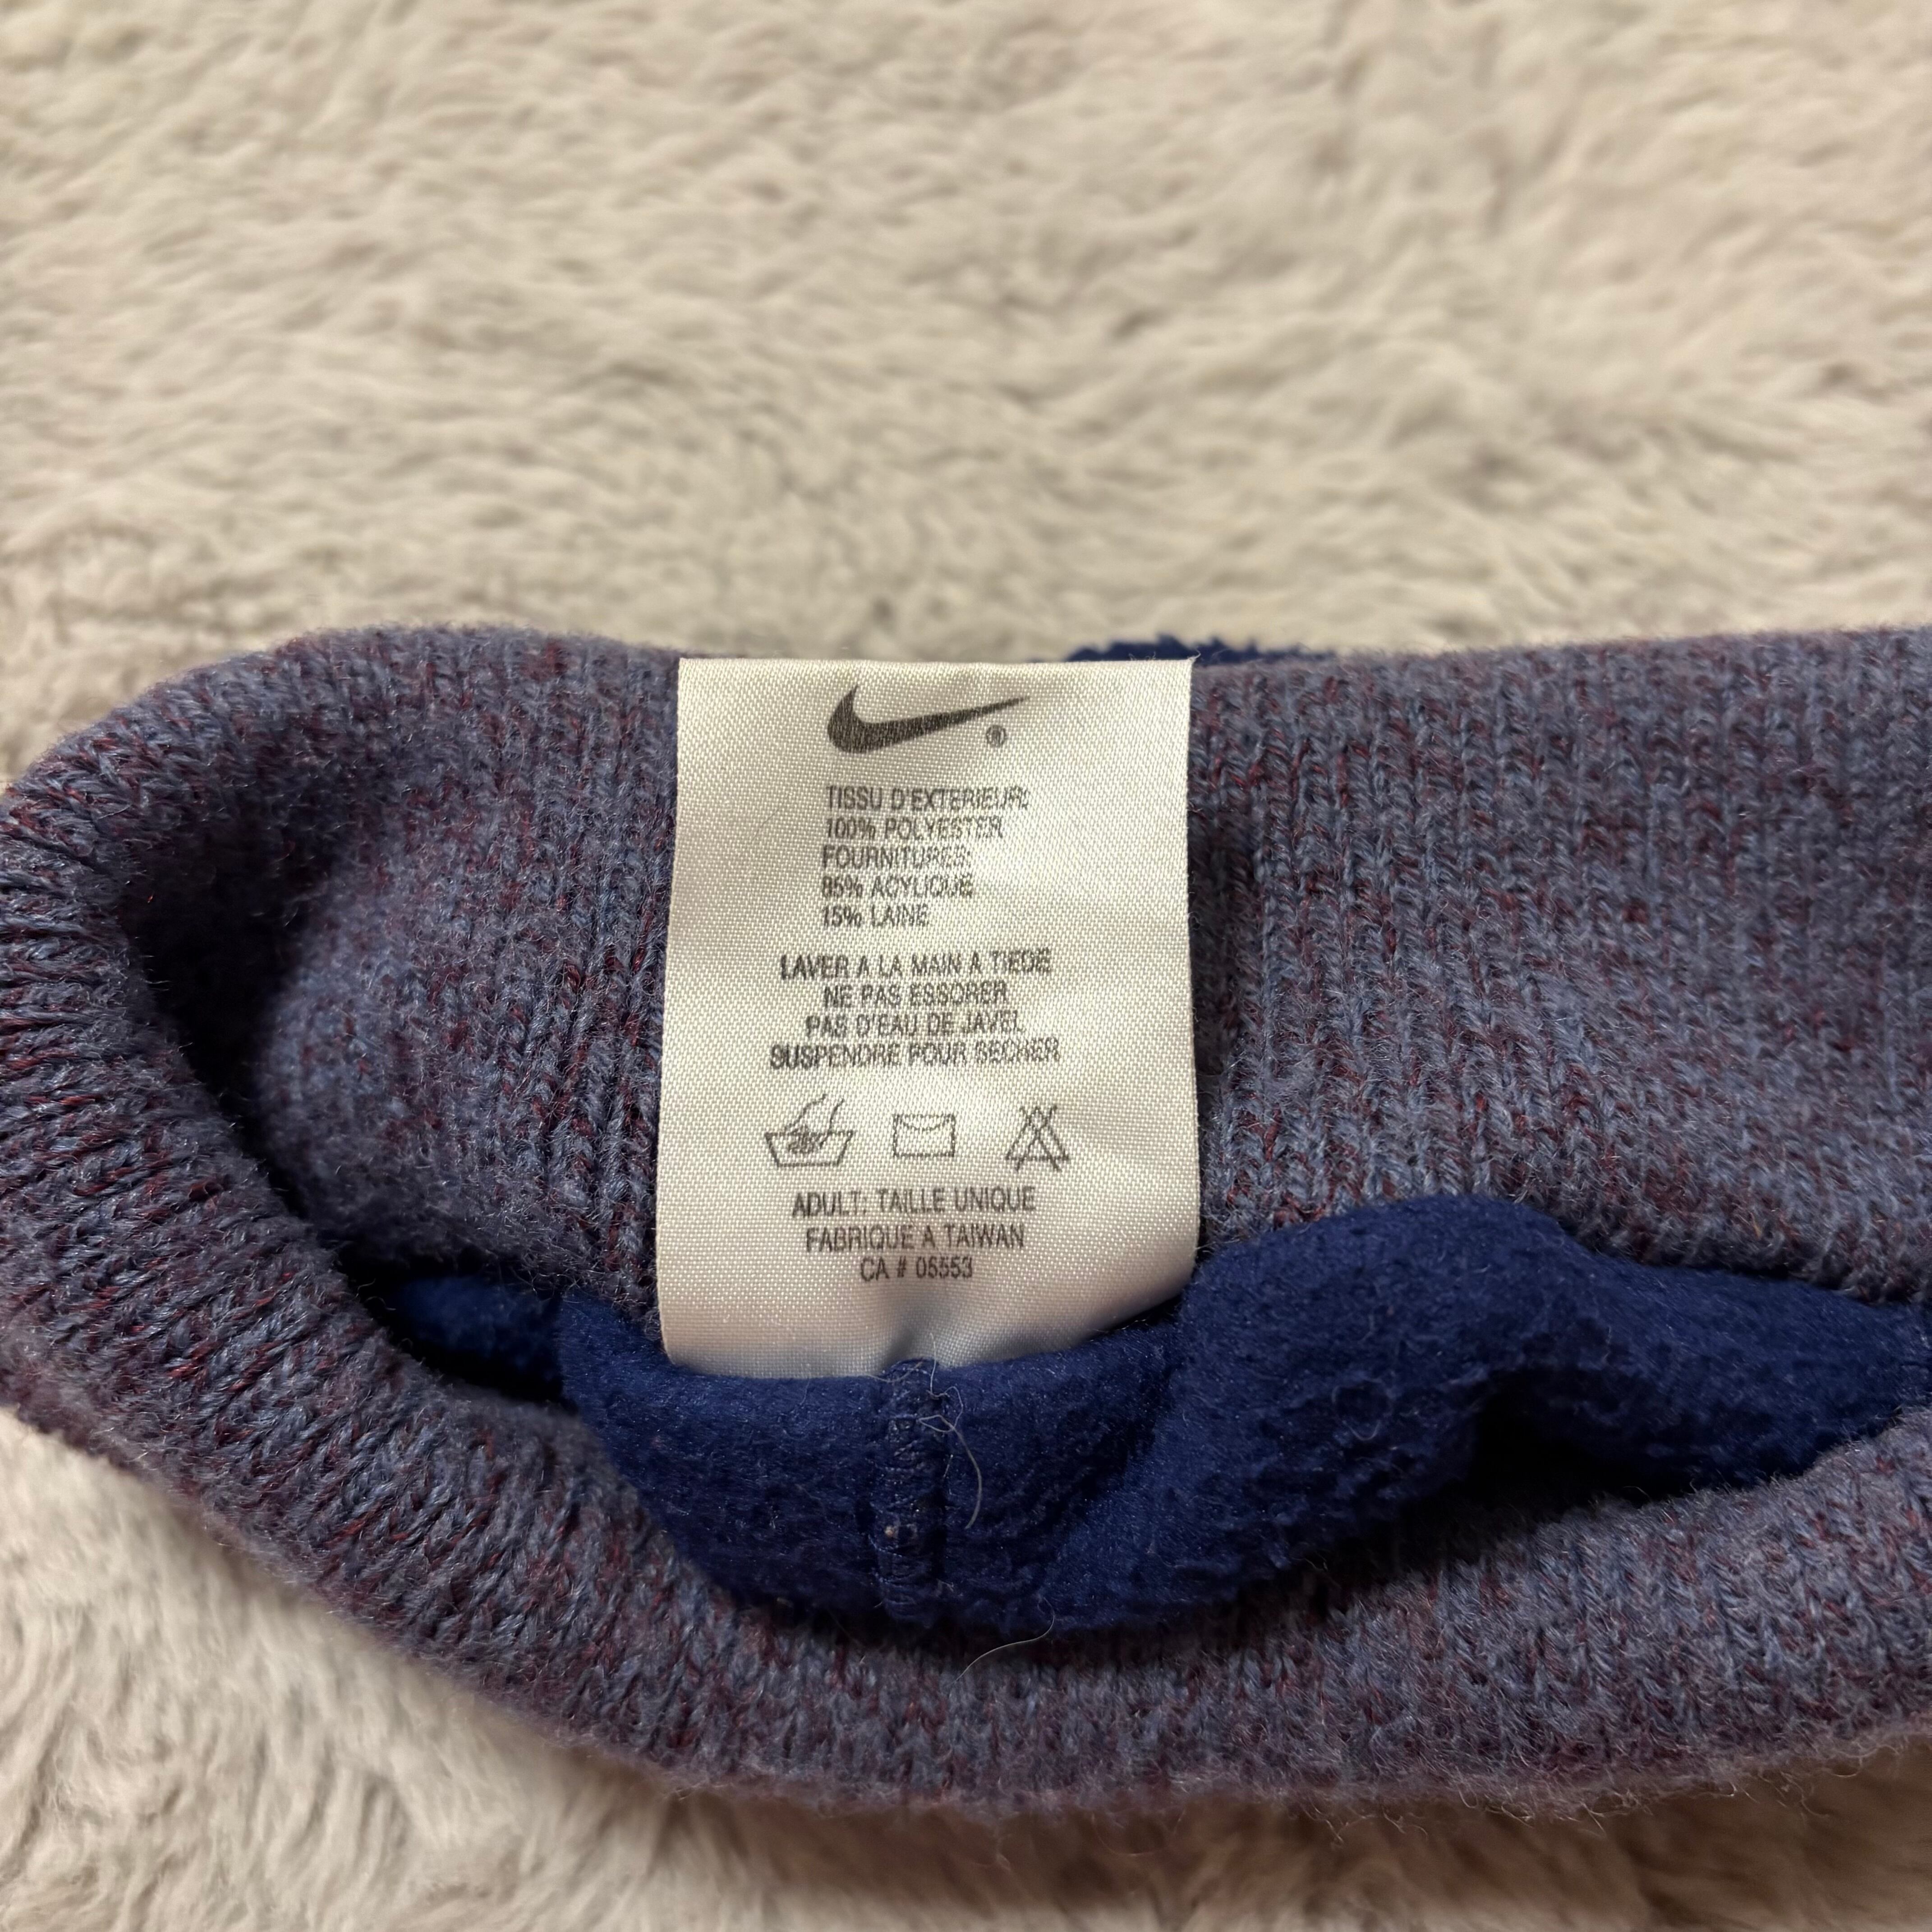 TISSU D'EXTERIEUR:
100% POLYESTER
FOURNITURES:
85% ACYLIQUE
15% LAINE
LAVER A LA MAIN A TIEDE
NE PAS ESSORER
PAS D'EAU DE JAVEL
SUSPENDRE POUR SECHER
ADULT: TAILLE UNIQUE
FABRIQUE A TAIWAN
CA # 05553